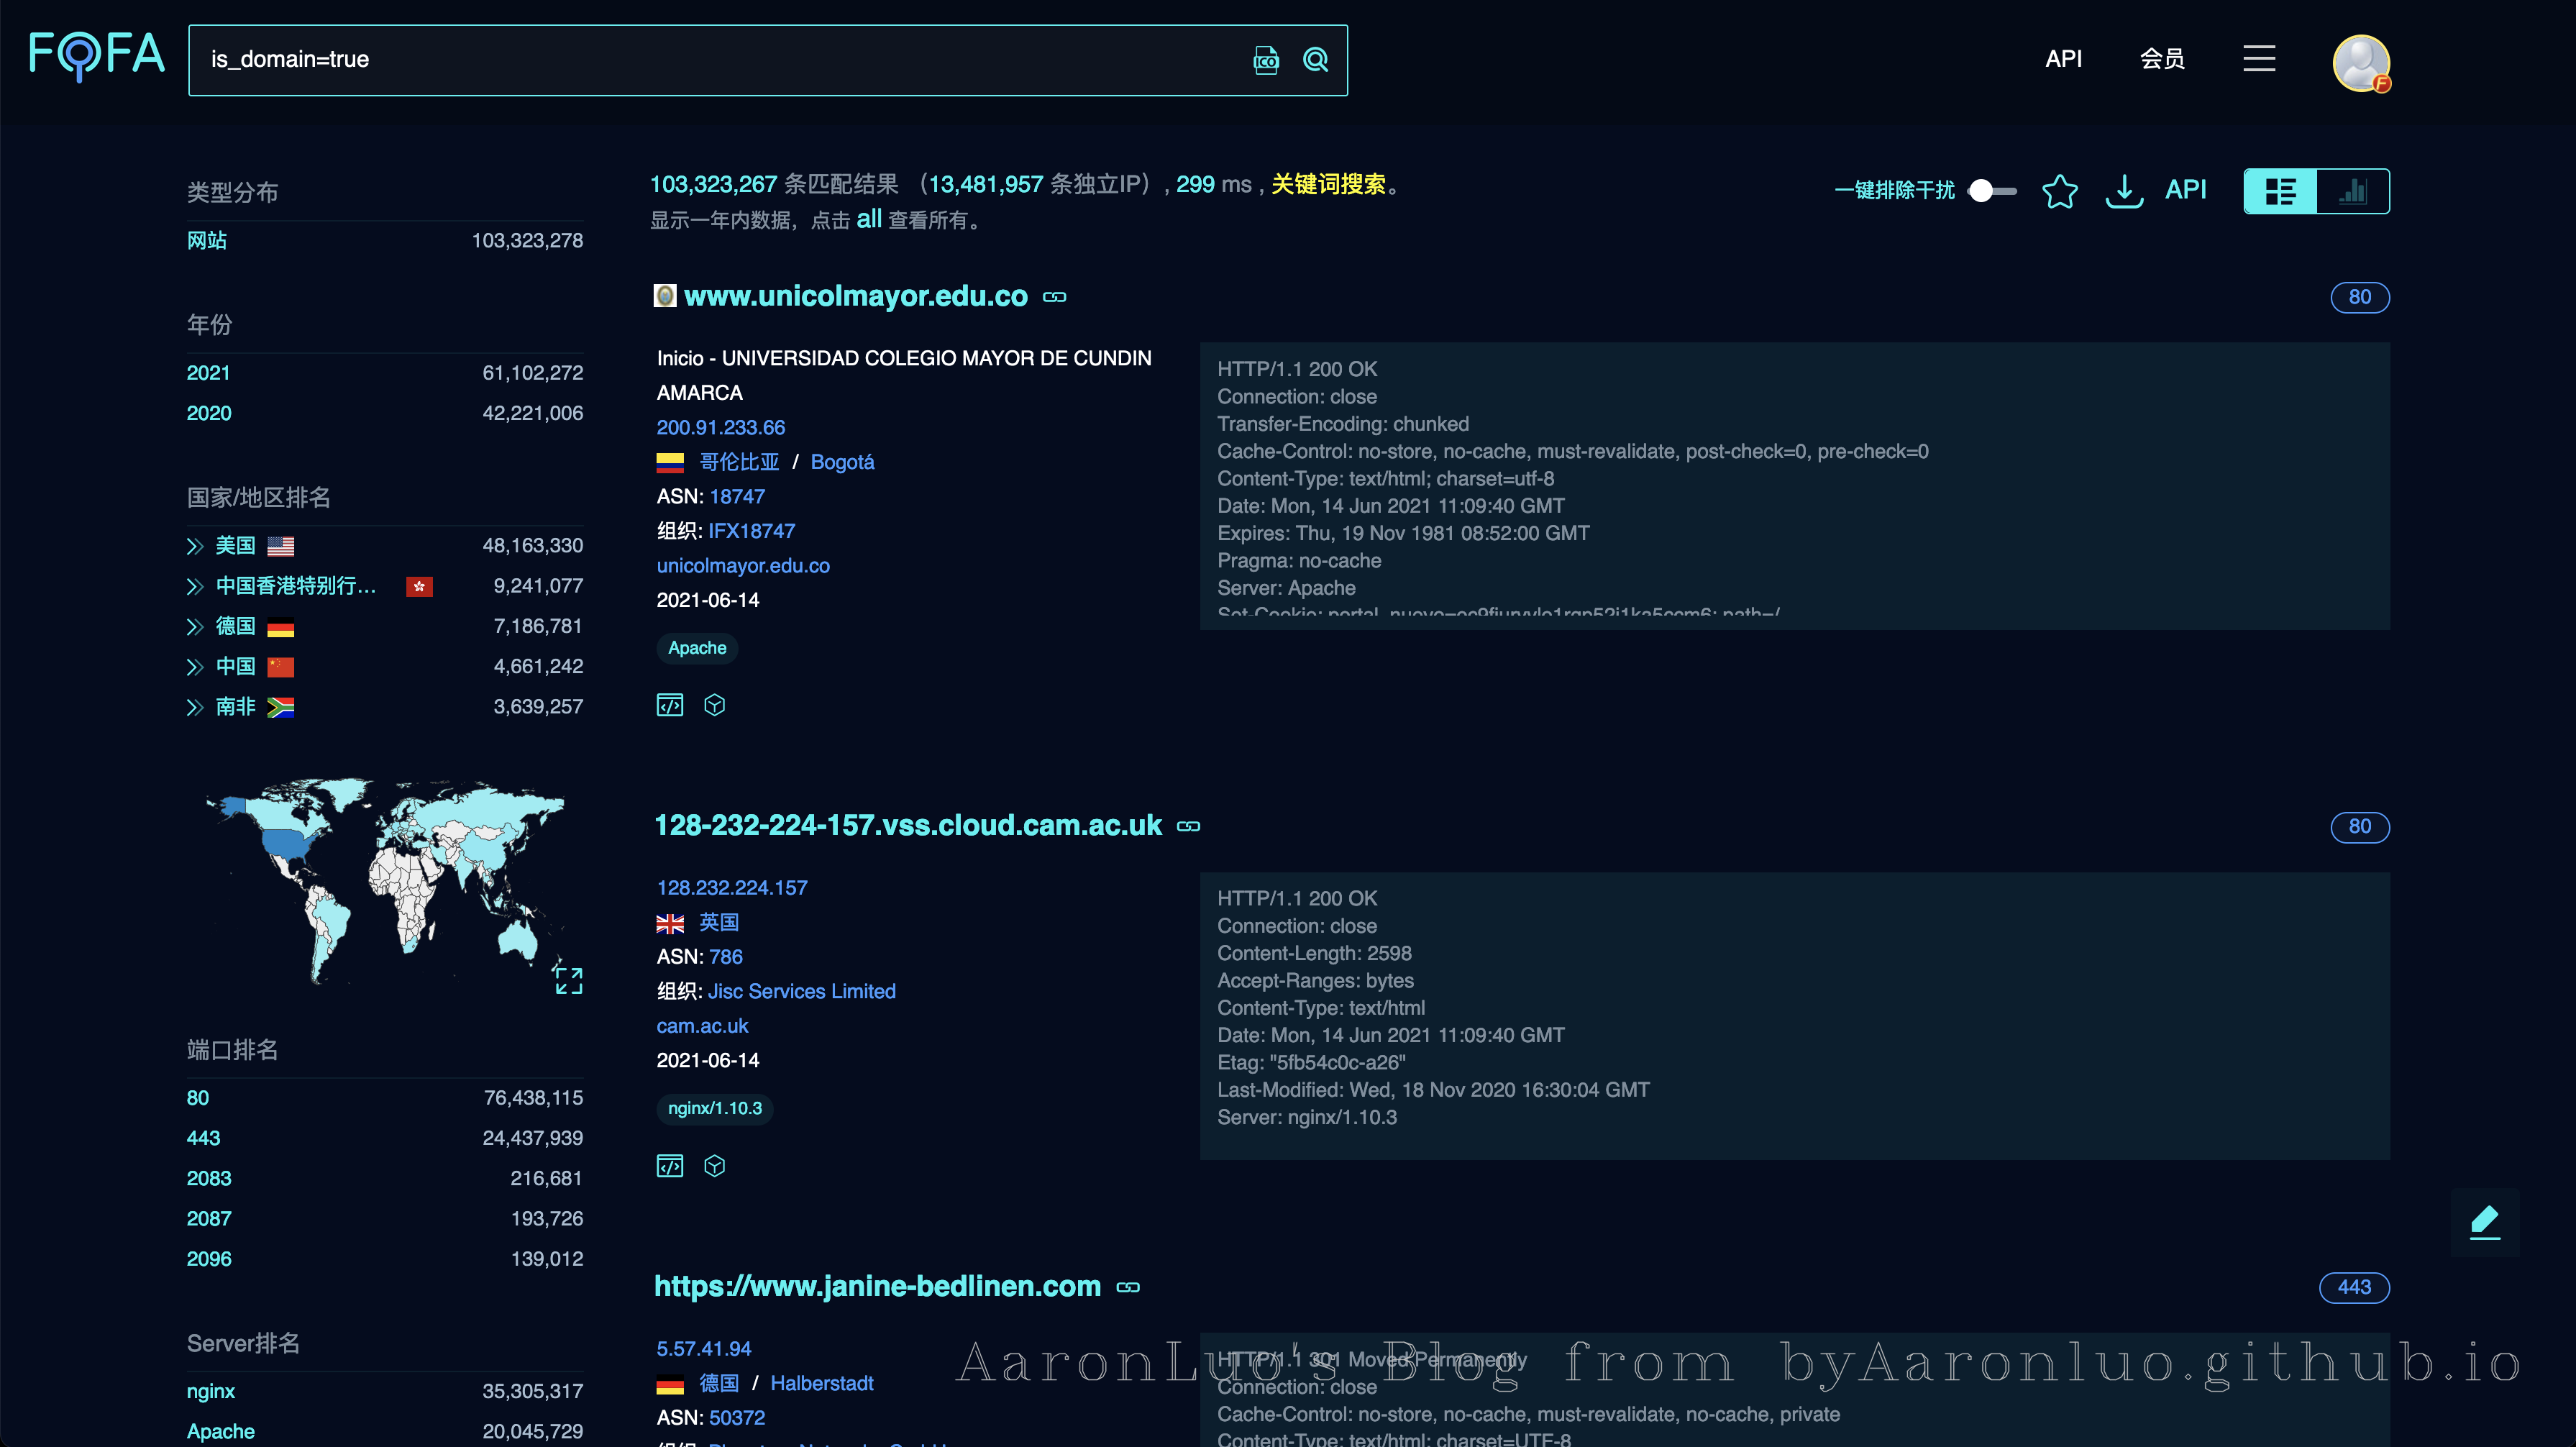 FOFA
is_domain=true
API
会员
类型分布
网站 103,323,278
年份
2021 61,102,272
2020 42,221,006
国家/地区排名
美国 48,163,330
中国香港特别行... 9,241,077
德国 7,186,781
中国 4,661,242
南非 3,639,257
端口排名
80 76,438,115
443 24,437,939
2083 216,681
2087 193,726
2096 139,012
Server排名
nginx 35,305,317
Apache 20,045,729
103,323,267 条匹配结果 （13,481,957 条独立IP）, 299 ms , 关键词搜索。
显示一年内数据，点击 all 查看所有。
一键排除干扰
API
www.unicolmayor.edu.co
80
Inicio - UNIVERSIDAD COLEGIO MAYOR DE CUNDIN
AMARCA
200.91.233.66
哥伦比亚 / Bogotá
ASN: 18747
组织: IFX18747
unicolmayor.edu.co
2021-06-14
Apache
HTTP/1.1 200 OK
Connection: close
Transfer-Encoding: chunked
Cache-Control: no-store, no-cache, must-revalidate, post-check=0, pre-check=0
Content-Type: text/html; charset=utf-8
Date: Mon, 14 Jun 2021 11:09:40 GMT
Expires: Thu, 19 Nov 1981 08:52:00 GMT
Pragma: no-cache
Server: Apache
128-232-224-157.vss.cloud.cam.ac.uk
80
128.232.224.157
英国
ASN: 786
组织: Jisc Services Limited
cam.ac.uk
2021-06-14
nginx/1.10.3
HTTP/1.1 200 OK
Connection: close
Content-Length: 2598
Accept-Ranges: bytes
Content-Type: text/html
Date: Mon, 14 Jun 2021 11:09:40 GMT
Etag: "5fb54c0c-a26"
Last-Modified: Wed, 18 Nov 2020 16:30:04 GMT
Server: nginx/1.10.3
https://www.janine-bedlinen.com
443
5.57.41.94
德国 / Halberstadt
ASN: 50372
HTTP/1.1 301 Moved Permanently
Connection: close
Cache-Control: no-store, no-cache, must-revalidate, no-cache, private
Content-Type: text/html; charset=UTF-8
AaronLuo's Blog from byAaronluo.github.io